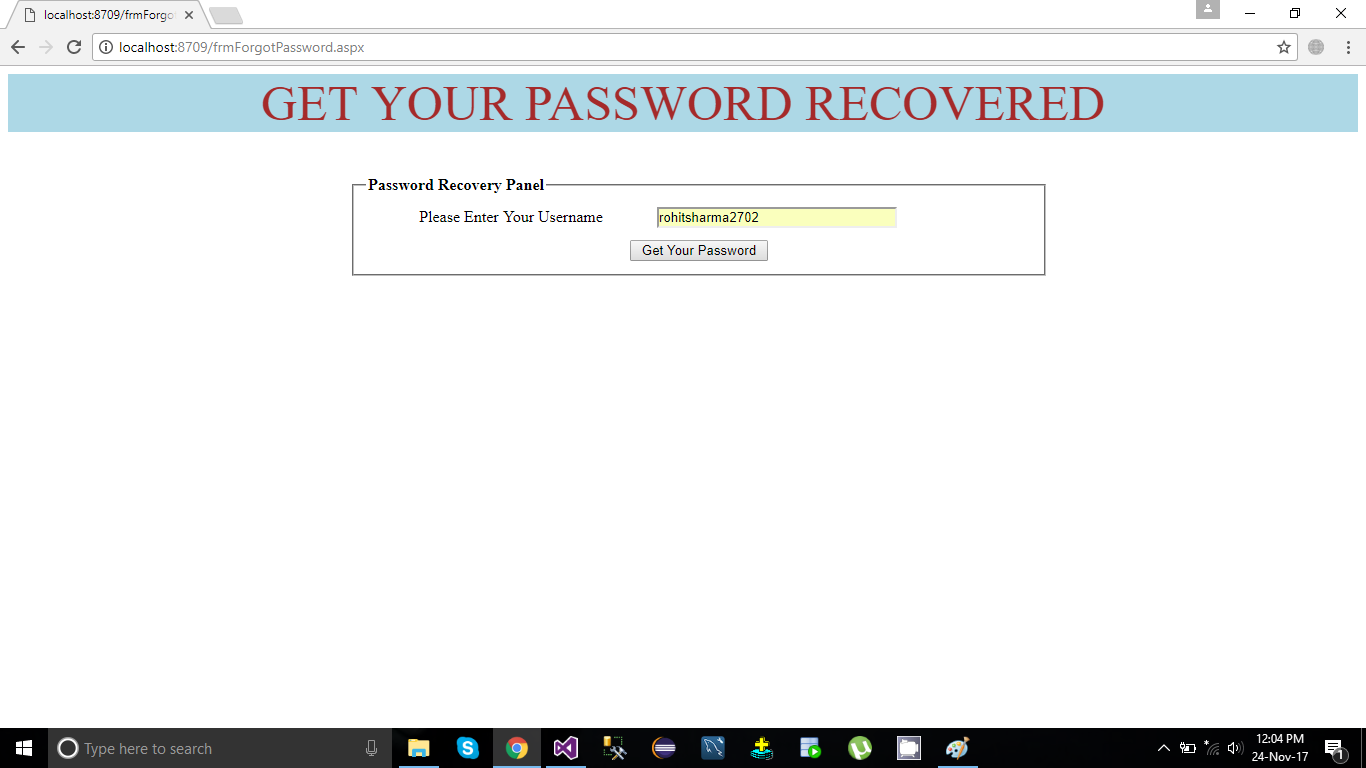 localhost:8709/frmForgo
localhost:8709/frmForgotPassword.aspx
GET YOUR PASSWORD RECOVERED
Password Recovery Panel
Please Enter Your Username rohitsharma2702
Get Your Password
Type here to search
12:04 PM
24-Nov-17
1